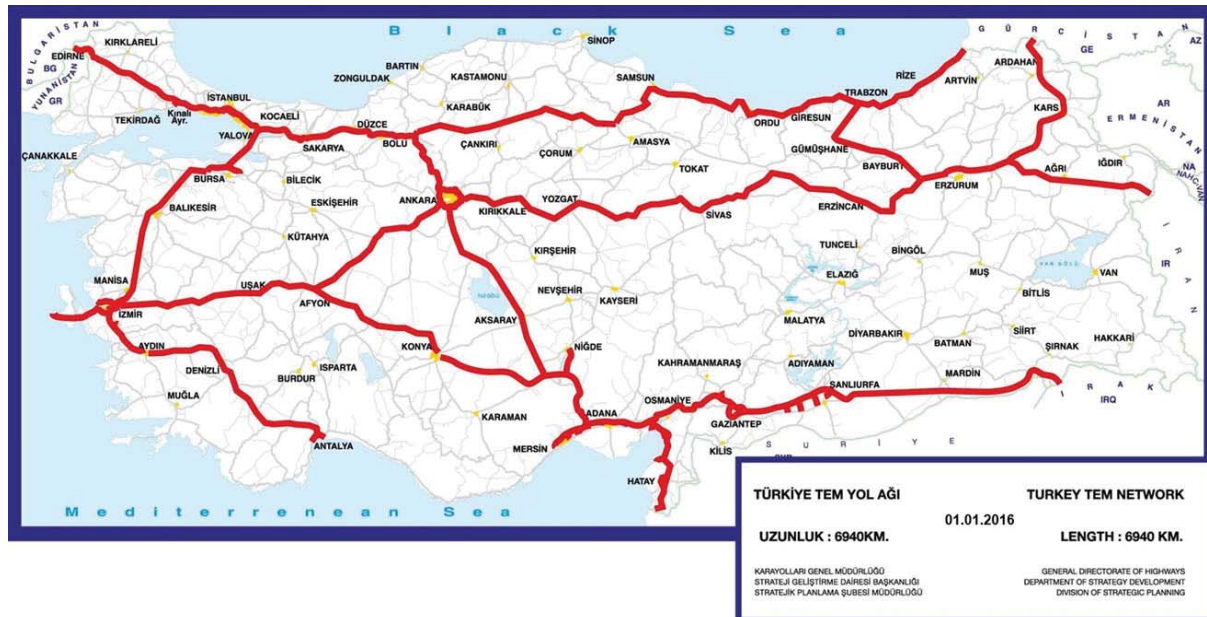 Black Sea
BULGARİSTAN
BG
YUNANİSTAN
GR
GÜRCİSTAN
GE
AZ
AR
ERMENİSTAN
NA
NAHÇ-VAN
İRAN
IR
IRAK
IRQ
SURİYE
EDİRNE
KIRKLARELİ
TEKİRDAĞ
Kınalı
Ayr.
İSTANBUL
YALOVA
KOCAELİ
SAKARYA
DÜZCE
BOLU
ZONGULDAK
BARTIN
KARABÜK
KASTAMONU
SİNOP
ÇANKIRI
ÇORUM
SAMSUN
AMASYA
TOKAT
ORDU
GİRESUN
TRABZON
GÜMÜŞHANE
RİZE
ARTVİN
ARDAHAN
KARS
IĞDIR
AĞRI
BAYBURT
ERZURUM
ERZİNCAN
ÇANAKKALE
BURSA
BİLECİK
BALIKESİR
ESKİŞEHİR
KÜTAHYA
ANKARA
KIRIKKALE
YOZGAT
SİVAS
KIRŞEHİR
NEVŞEHİR
KAYSERİ
TUNCELİ
BİNGÖL
ELAZIĞ
MUŞ
VAN GÖLÜ
VAN
BİTLİS
MALATYA
DİYARBAKIR
BATMAN
SİİRT
ŞIRNAK
HAKKARİ
MARDİN
ADIYAMAN
ŞANLIURFA
KAHRAMANMARAŞ
GAZİANTEP
KİLİS
OSMANİYE
HATAY
ADANA
MERSİN
NİĞDE
AKSARAY
KONYA
KARAMAN
MANİSA
İZMİR
UŞAK
AFYON
AYDIN
DENİZLİ
BURDUR
ISPARTA
MUĞLA
ANTALYA
Mediterrenean Sea
TÜRKİYE TEM YOL AĞI
TURKEY TEM NETWORK
01.01.2016
UZUNLUK : 6940KM.
LENGTH : 6940 KM.
KARAYOLLARI GENEL MÜDÜRLÜĞÜ
STRATEJİ GELİŞTİRME DAİRESİ BAŞKANLIĞI
STRATEJİK PLANLAMA ŞUBESİ MÜDÜRLÜĞÜ
GENERAL DIRECTORATE OF HIGHWAYS
DEPARTMENT OF STRATEGY DEVELOPMENT
DIVISION OF STRATEGIC PLANNING